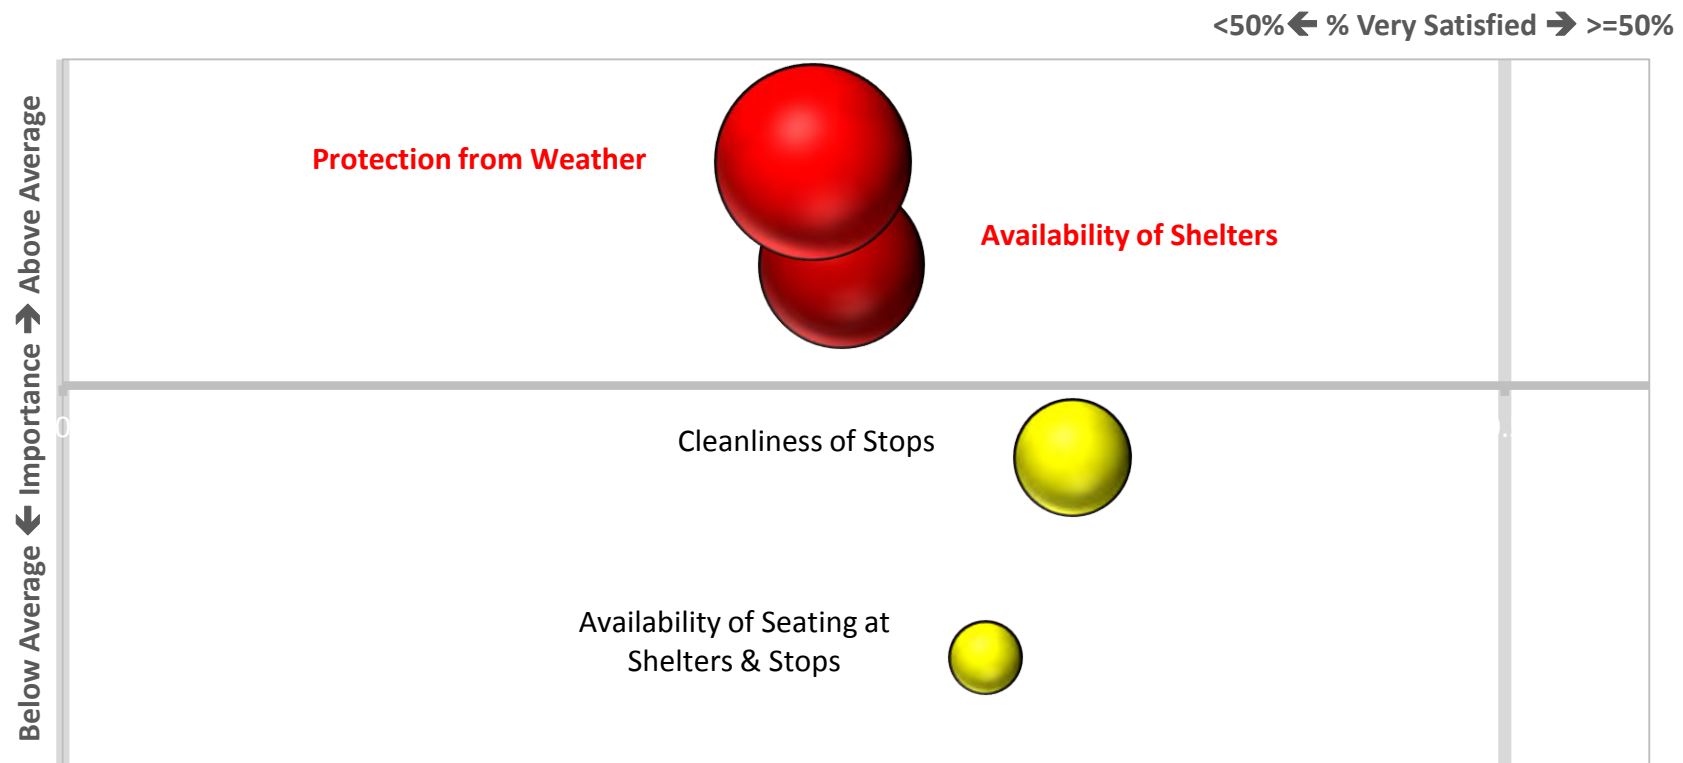 <50%🡸 % Very Satisfied 🡺 >=50%
Below Average 🡸 Importance 🡺 Above Average
Protection from Weather
Availability of Shelters
0
Cleanliness of Stops
Availability of Seating at
Shelters & Stops